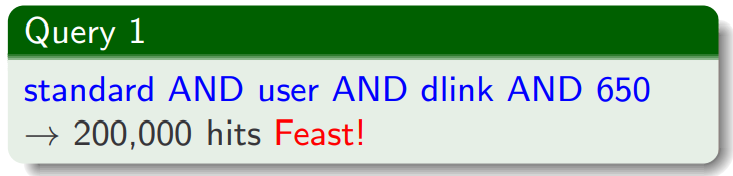 Query 1
standard AND user AND dlink AND 650
→ 200,000 hits Feast!